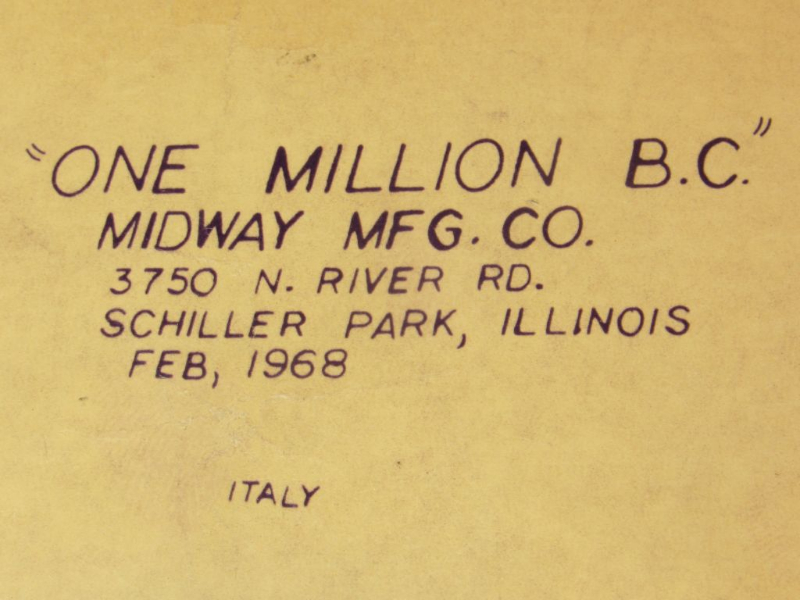 "ONE MILLION B.C."
MIDWAY MFG. CO.
3750 N. RIVER RD.
SCHILLER PARK, ILLINOIS
FEB, 1968
ITALY